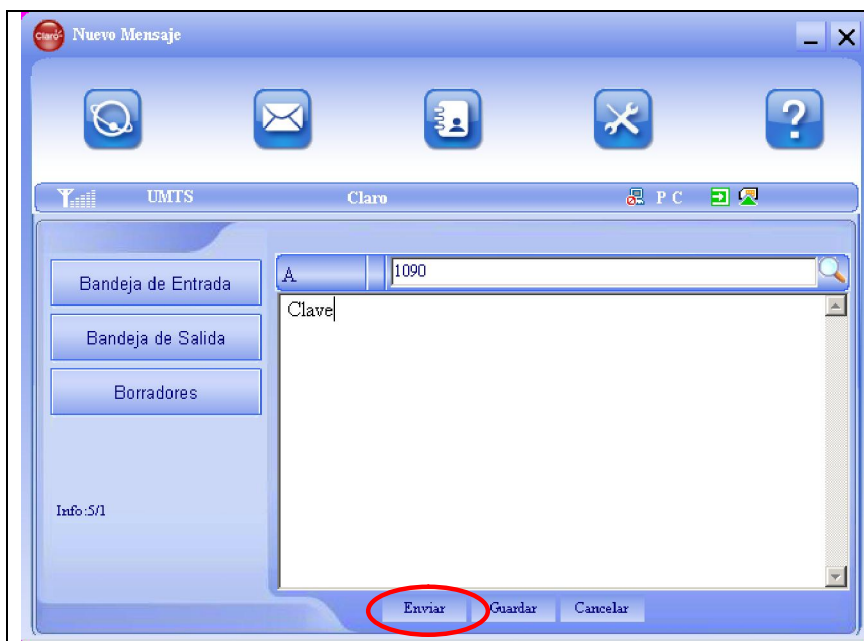 Claro Nuevo Mensaje
UMTS Claro P C
A 1090
Bandeja de Entrada
Clave
Bandeja de Salida
Borradores
Info:5/1
Enviar Guardar Cancelar